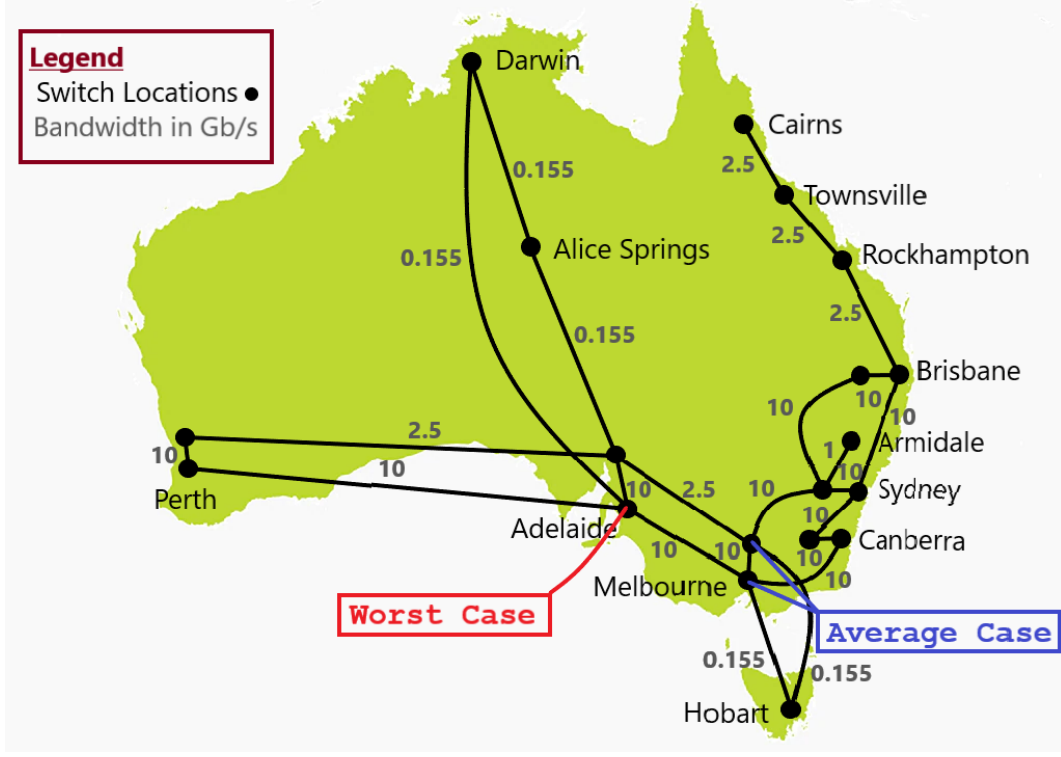 Legend
Switch Locations
Bandwidth in Gb/s
Darwin
Cairns
0.155
2.5
Townsville
2.5
0.155
Alice Springs
Rockhampton
2.5
0.155
Brisbane
10
10
10
2.5
Armidale
1
10
10
10
Perth
10
2.5
10
Sydney
10
Adelaide
10
10
10
Canberra
10
Melbourne
Worst Case
Average Case
0.155
0.155
Hobart